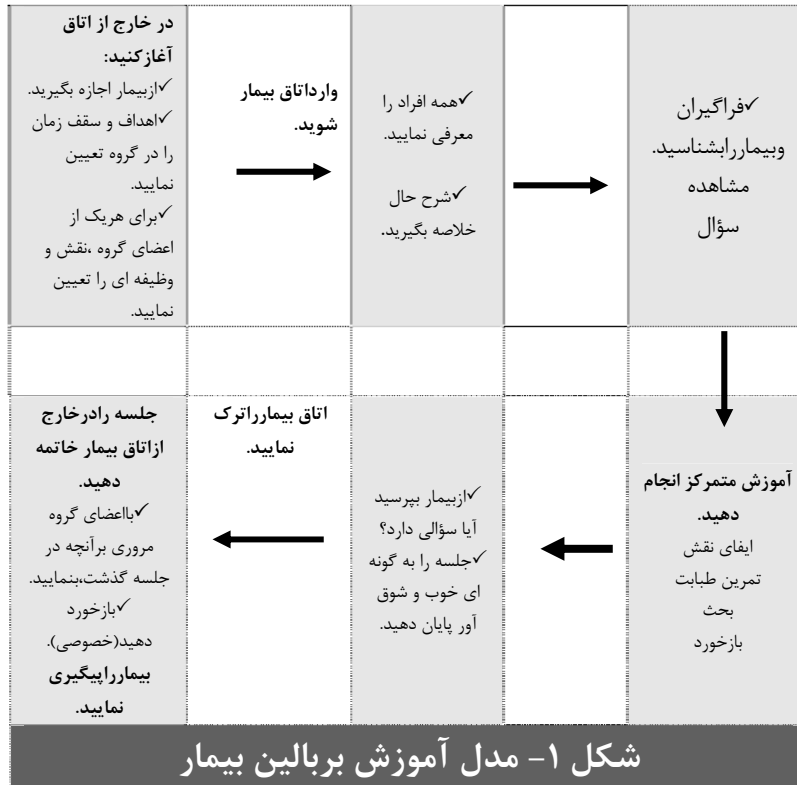 در خارج از اتاق
آغازکنید:
✓ازبیمار اجازه بگیرید.
✓اهداف و سقف زمان
را در گروه تعیین
نمایید.
✓برای هریک از
اعضای گروه ،نقش و
وظیفه ای را تعیین
نمایید.
وارداتاق بیمار
شوید.
✓همه افراد را
معرفی نمایید.
✓شرح حال
خلاصه بگیرید.
✓فراگیران
وبیماررابشناسید.
مشاهده
سؤال
آموزش متمرکز انجام
دهید.
ایفای نقش
تمرین طبابت
بحث
بازخورد
✓ازبیمار بپرسید
آیا سؤالی دارد؟
✓جلسه را به گونه
ای خوب و شوق
آور پایان دهید.
اتاق بیمارراترک
نمایید.
جلسه رادرخارج
ازاتاق بیمار خاتمه
دهید.
✓بااعضای گروه
مروری برآنچه در
جلسه گذشت،بنمایید.
✓بازخورد
دهید(خصوصی).
بیمارراپیگیری
نمایید.
شکل ۱- مدل آموزش بربالین بیمار